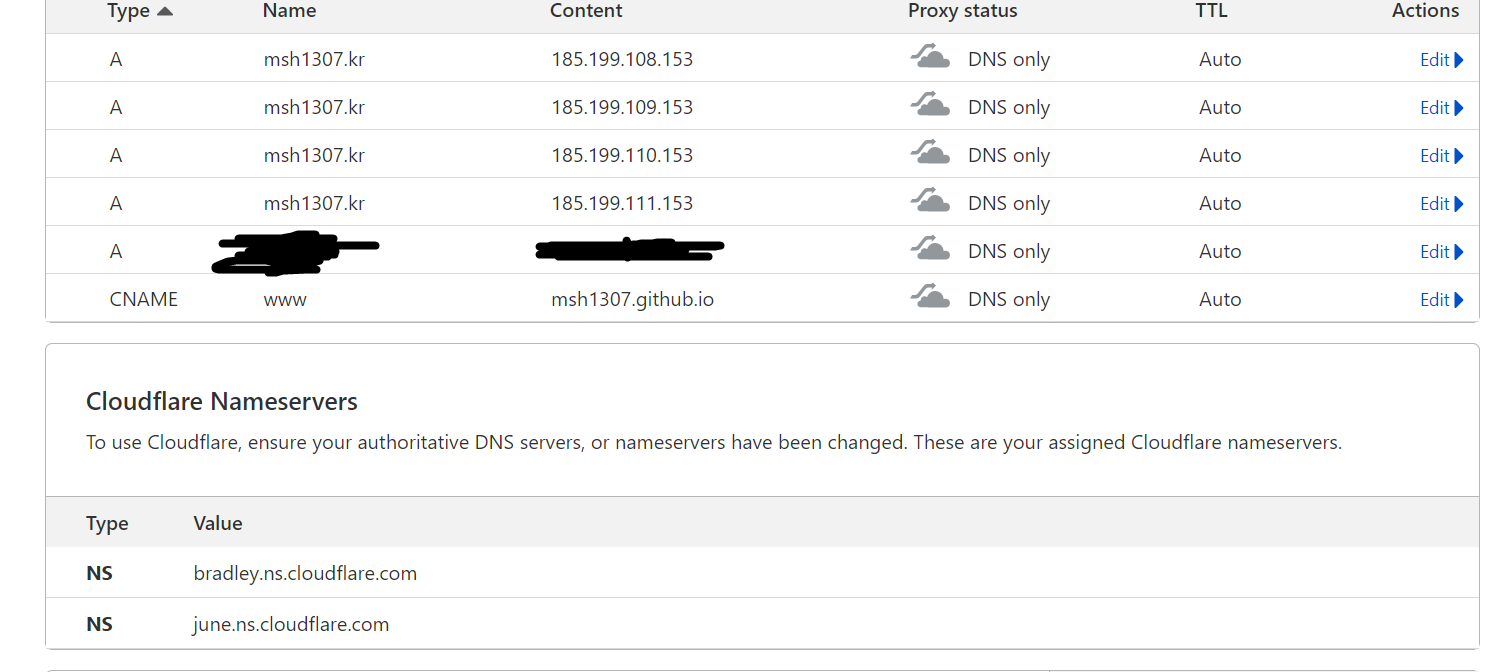 Type Name Content Proxy status TTL Actions
A msh1307.kr 185.199.108.153 DNS only Auto Edit
A msh1307.kr 185.199.109.153 DNS only Auto Edit
A msh1307.kr 185.199.110.153 DNS only Auto Edit
A msh1307.kr 185.199.111.153 DNS only Auto Edit
A DNS only Auto Edit
CNAME www msh1307.github.io DNS only Auto Edit
Cloudflare Nameservers
To use Cloudflare, ensure your authoritative DNS servers, or nameservers have been changed. These are your assigned Cloudflare nameservers.
Type Value
NS bradley.ns.cloudflare.com
NS june.ns.cloudflare.com